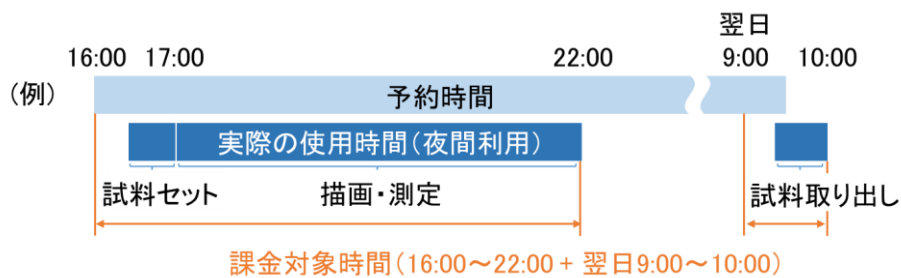 翌日
16:00 17:00 22:00 9:00 10:00
(例)
予約時間
実際の使用時間(夜間利用)
試料セット 描画・測定 試料取り出し
課金対象時間(16:00～22:00 + 翌日9:00～10:00)